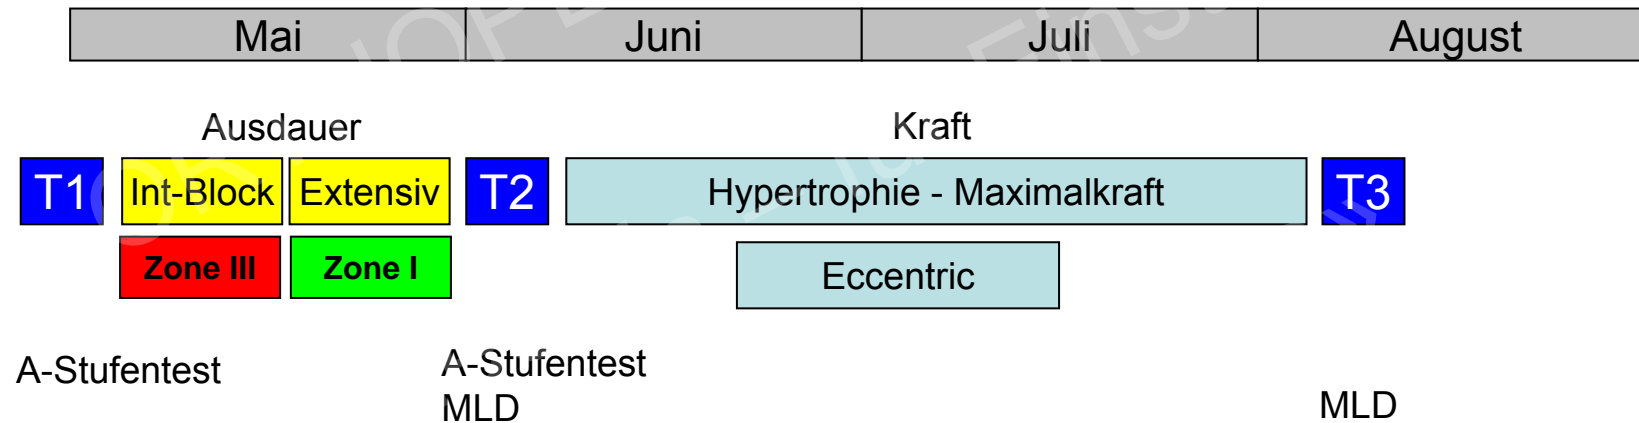 Mai Juni Juli August
Ausdauer Kraft
T1 Int-Block Extensiv T2 Hypertrophie - Maximalkraft T3
Zone III Zone I Eccentric
A-Stufentest A-Stufentest
MLD MLD